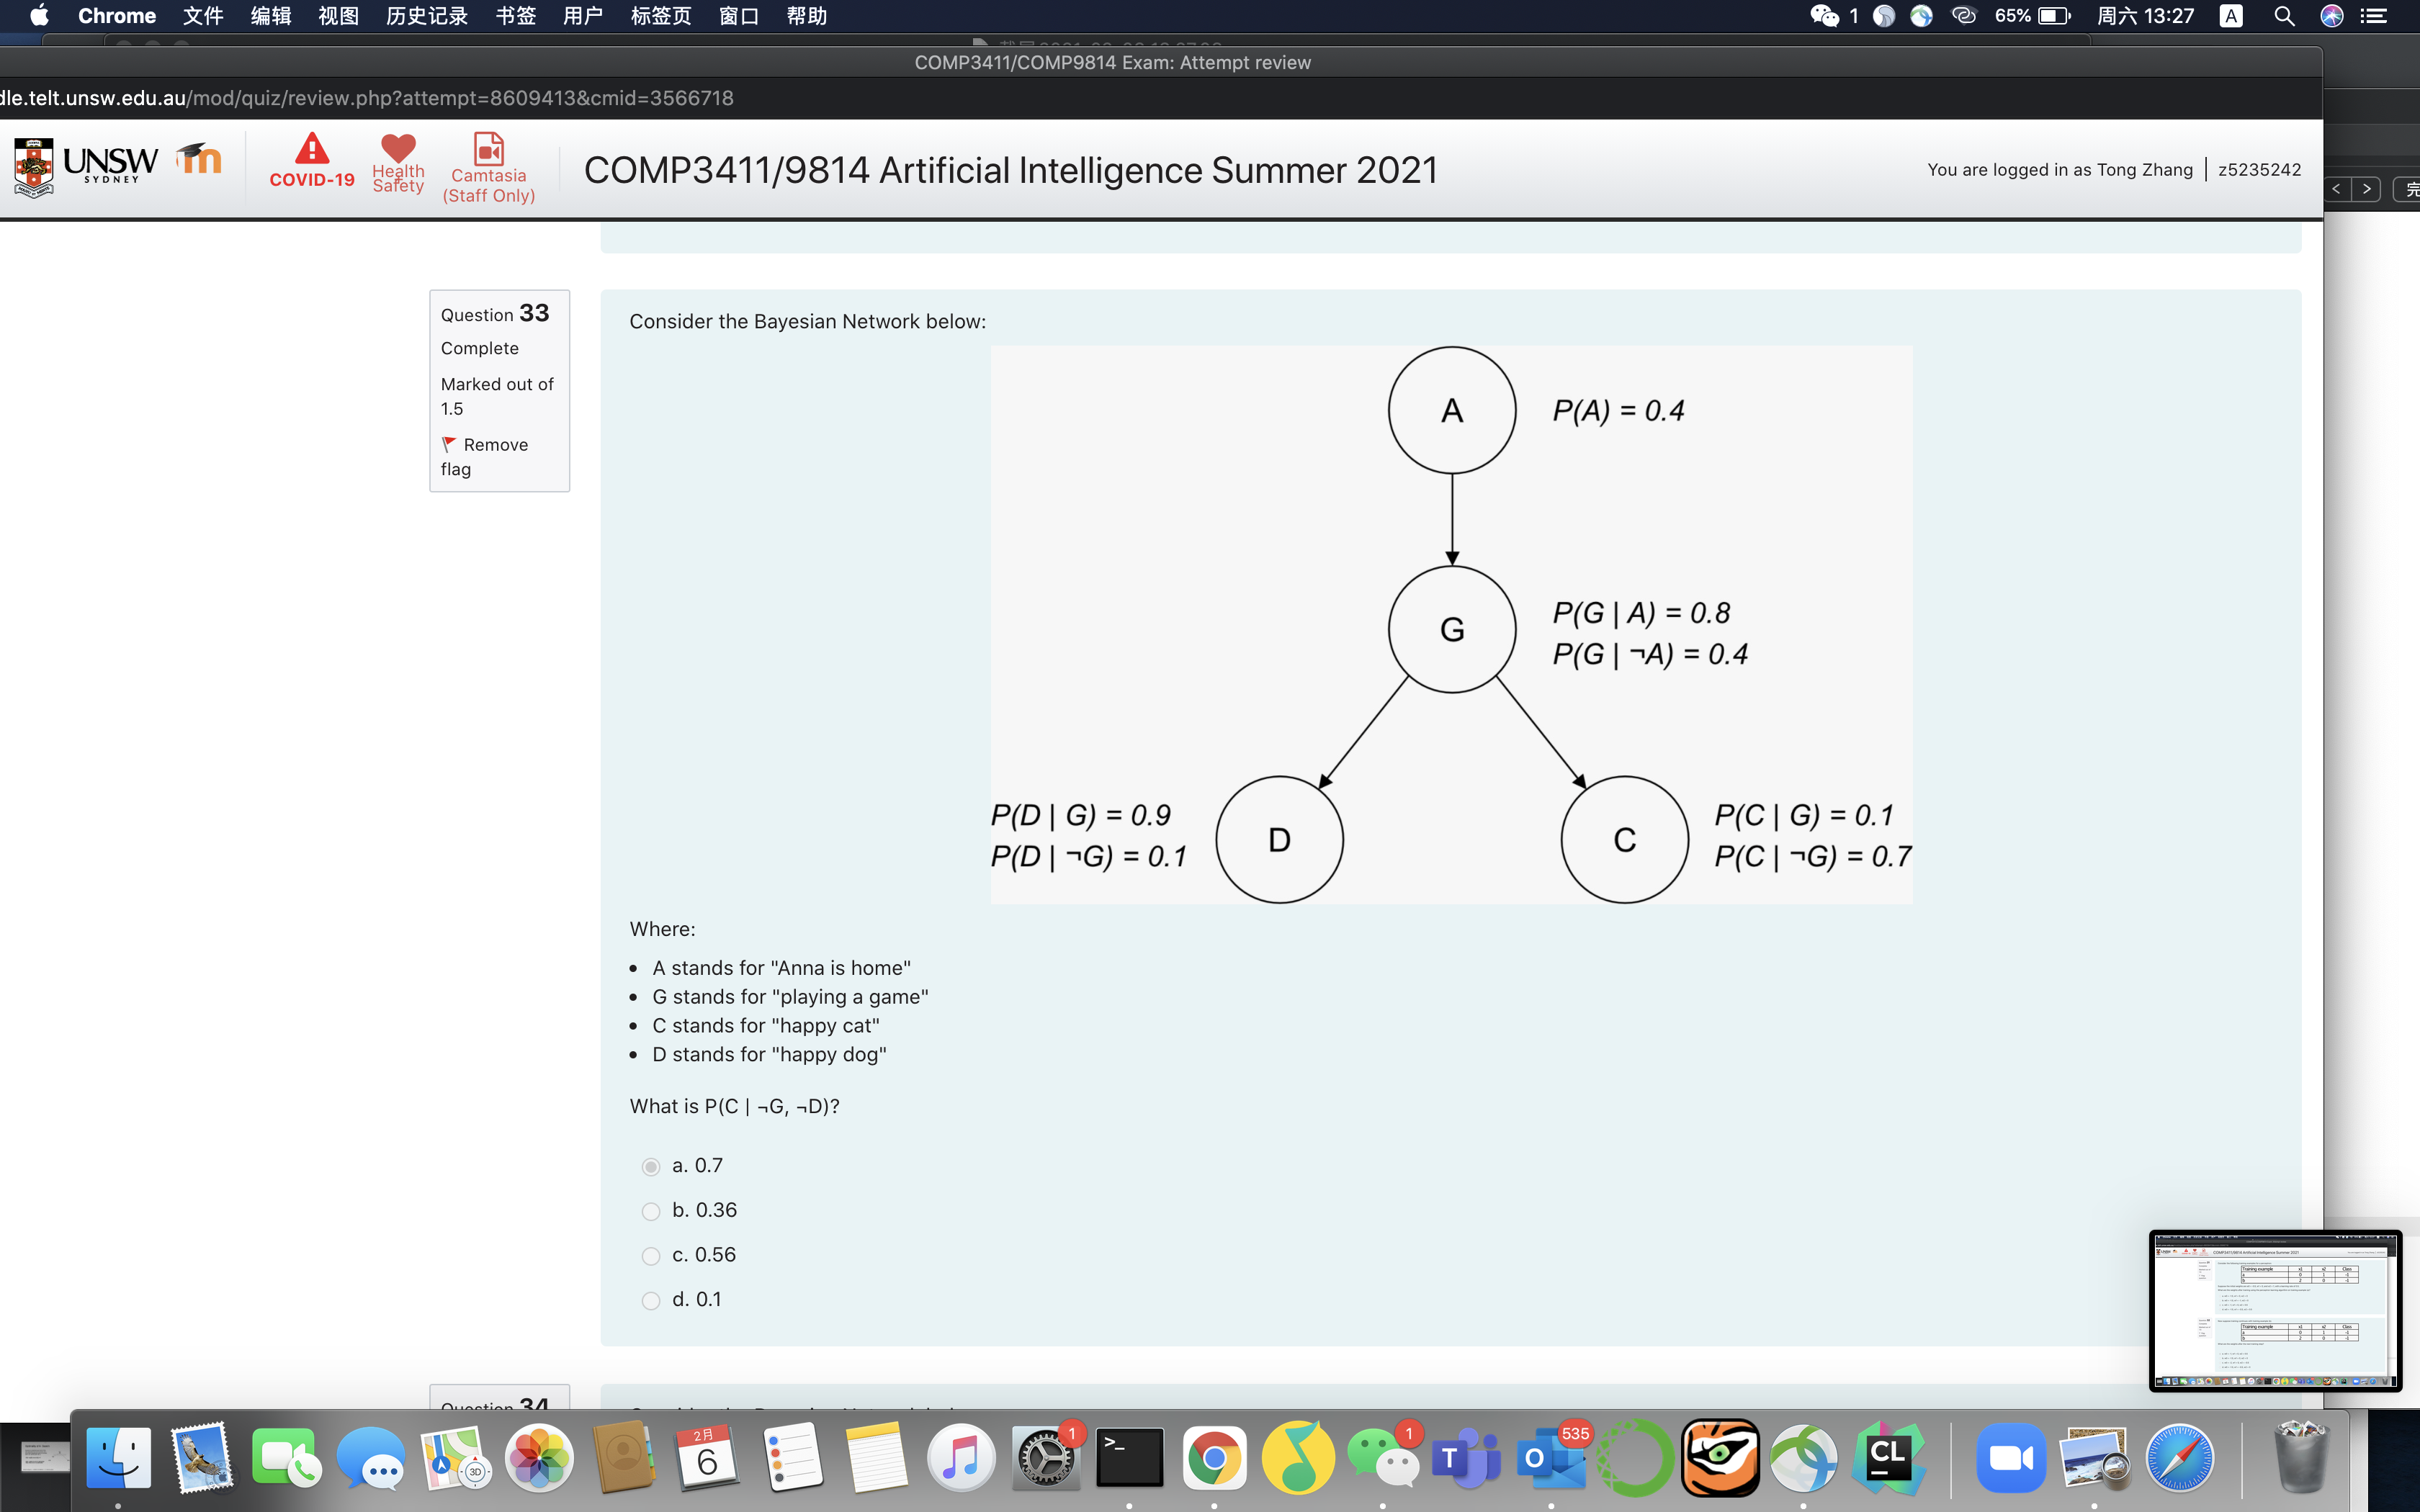 Chrome 文件 编辑 视图 历史记录 书签 用户 标签页 窗口 帮助 1 65% 周六 13:27 A
COMP3411/COMP9814 Exam: Attempt review
dle.telt.unsw.edu.au/mod/quiz/review.php?attempt=8609413&cmid=3566718
UNSW
SYDNEY
COVID-19
Health
Safety
Camtasia
(Staff Only)
COMP3411/9814 Artificial Intelligence Summer 2021
You are logged in as Tong Zhang | z5235242
< >
Question 33
Complete
Marked out of
1.5
Remove
flag
Consider the Bayesian Network below:
A
P(A) = 0.4
G
P(G | A) = 0.8
P(G | ¬A) = 0.4
P(D | G) = 0.9
P(D | ¬G) = 0.1
D
C
P(C | G) = 0.1
P(C | ¬G) = 0.7
Where:
• A stands for "Anna is home"
• G stands for "playing a game"
• C stands for "happy cat"
• D stands for "happy dog"
What is P(C | ¬G, ¬D)?
a. 0.7
b. 0.36
c. 0.56
d. 0.1
Question 34
3D
2月
6
1
>_
1
T
O
535
CL